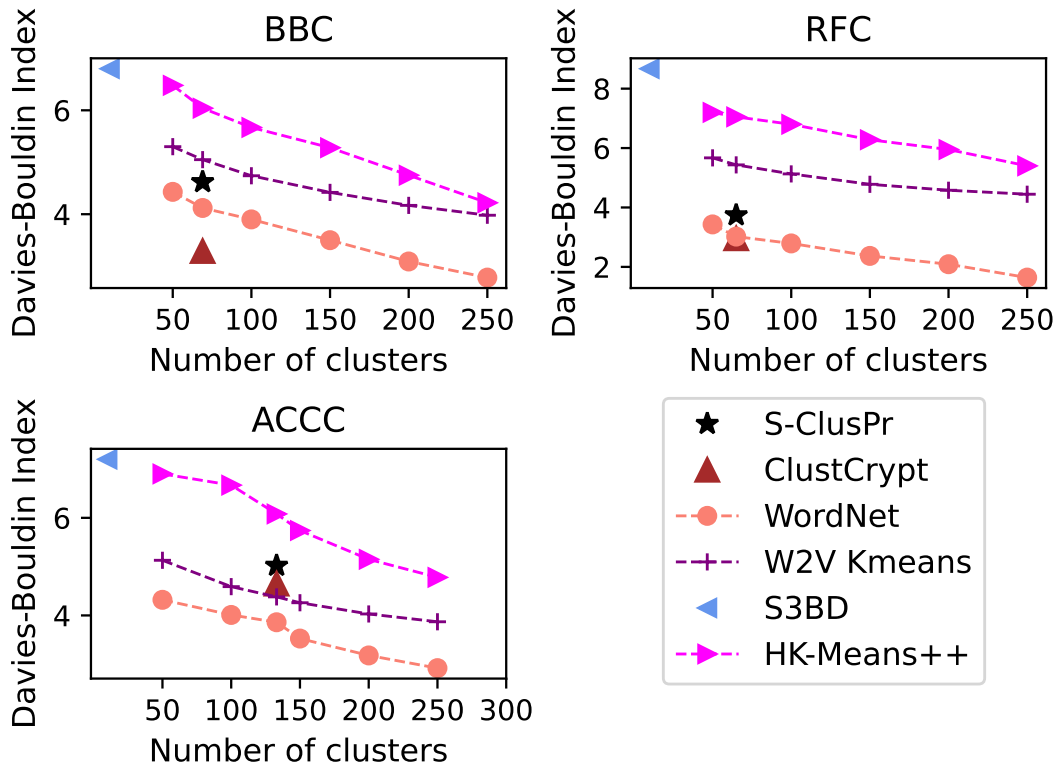 BBC
Davies-Bouldin Index
6
4
50 100 150 200 250
Number of clusters
RFC
Davies-Bouldin Index
8
6
4
2
50 100 150 200 250
Number of clusters
ACCC
Davies-Bouldin Index
6
4
50 100 150 200 250 300
Number of clusters
S-ClusPr
ClustCrypt
WordNet
W2V Kmeans
S3BD
HK-Means++